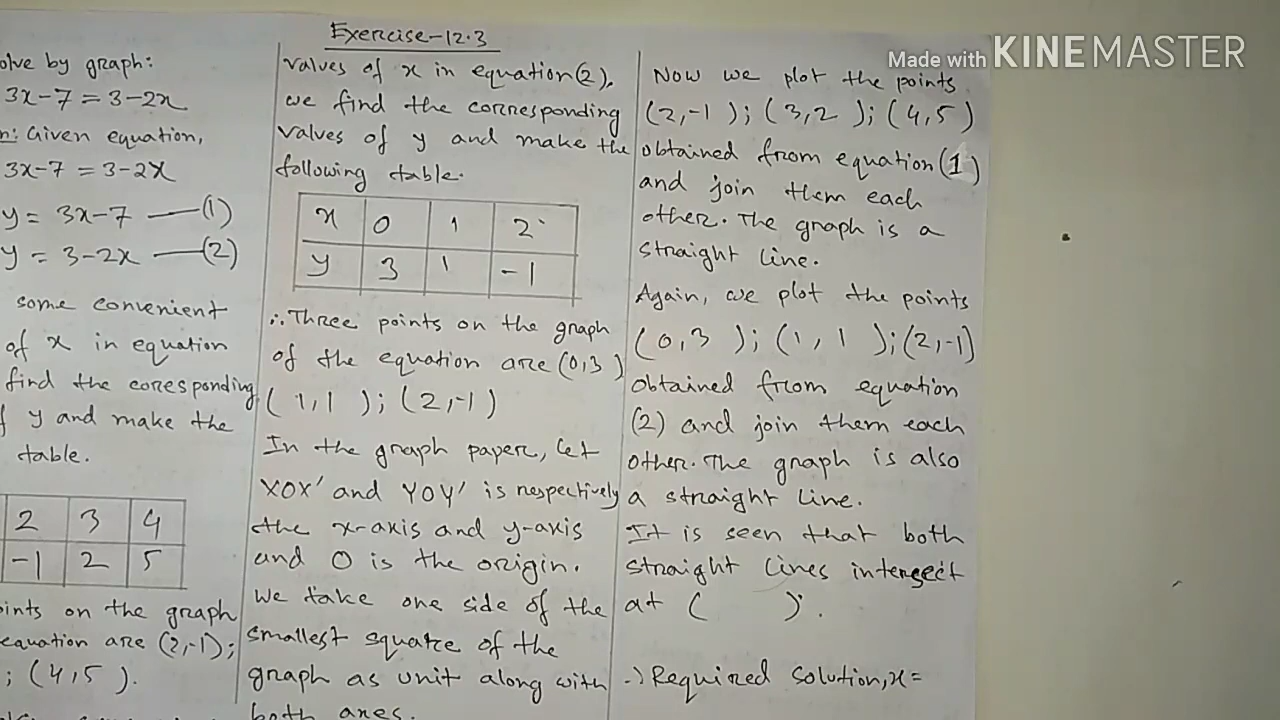 Exercise-12.3
Made with KINEMASTER
olve by graph:
3x-7=3-2x
n: Given equation,
3x-7=3-2x
y= 3x-7 —(1)
y= 3-2x —(2)
some convenient
of x in equation
find the coresponding
f y and make the
table.
2 3 4
-1 2 5
oints on the graph
equation are (2,-1);
; (4,5).
values of x in equation(2).
we find the corresponding
values of y and make the
following table.
x 0 1 2
y 3 1 -1
∴ Three points on the graph
of the equation are (0,3)
(1,1); (2,-1)
In the graph paper, let
XOX' and YOY' is respectively
the x-axis and y-axis
and O is the origin.
We take one side of the
smallest square of the
graph as unit along with
both axes.
Now we plot the points
(2,-1); (3,2); (4,5)
obtained from equation(1)
and join them each
other. The graph is a
straight line.
Again, we plot the points
(0,3); (1,1); (2,-1)
obtained from equation
(2) and join them each
other. The graph is also
a straight line.
It is seen that both
straight lines intersect
at ( ).
∴ Required solution, x=